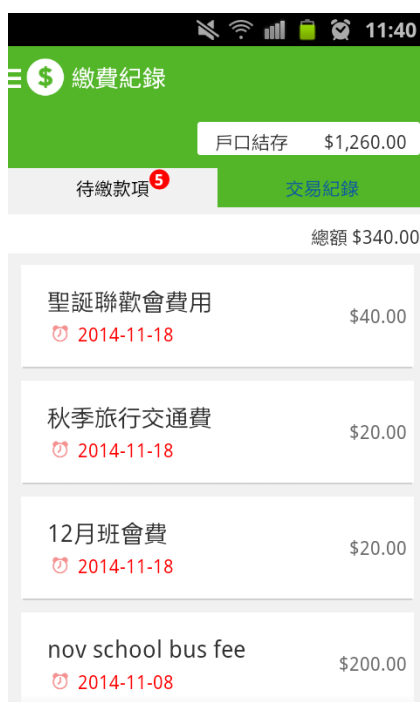 11:40
$ 繳費紀錄
戶口結存 $1,260.00
待繳款項 5 交易紀錄
總額 $340.00
聖誕聯歡會費用
$40.00
2014-11-18
秋季旅行交通費
$20.00
2014-11-18
12月班會費
$20.00
2014-11-18
nov school bus fee
$200.00
2014-11-08